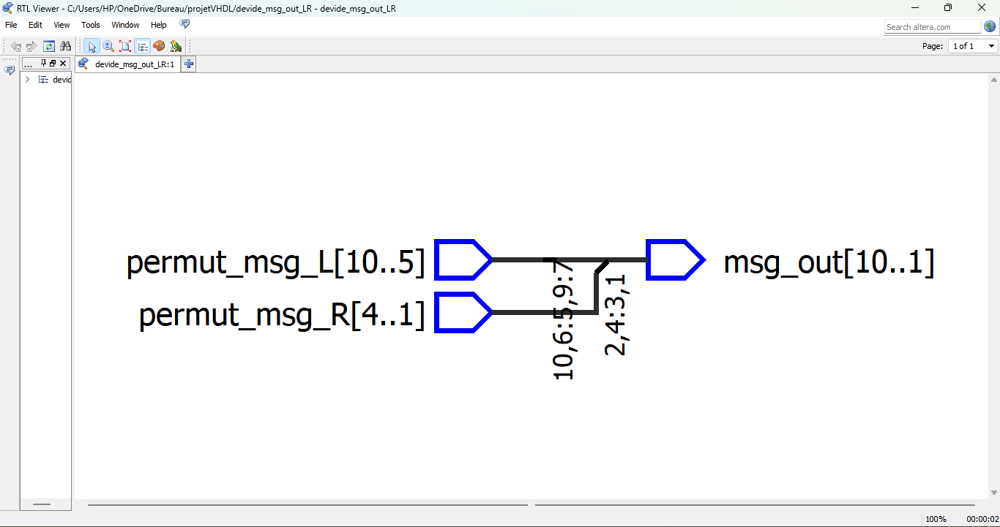 RTL Viewer - C:/Users/HP/OneDrive/Bureau/projetVHDL/devide_msg_out_LR - devide_msg_out_LR
File Edit View Tools Window Help
Search altera.com
Page: 1 of 1
...
devide_msg_out_LR:1
devid
permut_msg_L[10..5]
msg_out[10..1]
permut_msg_R[4..1]
10,6:5,9:7
2,4:3,1
100% 00:00:02